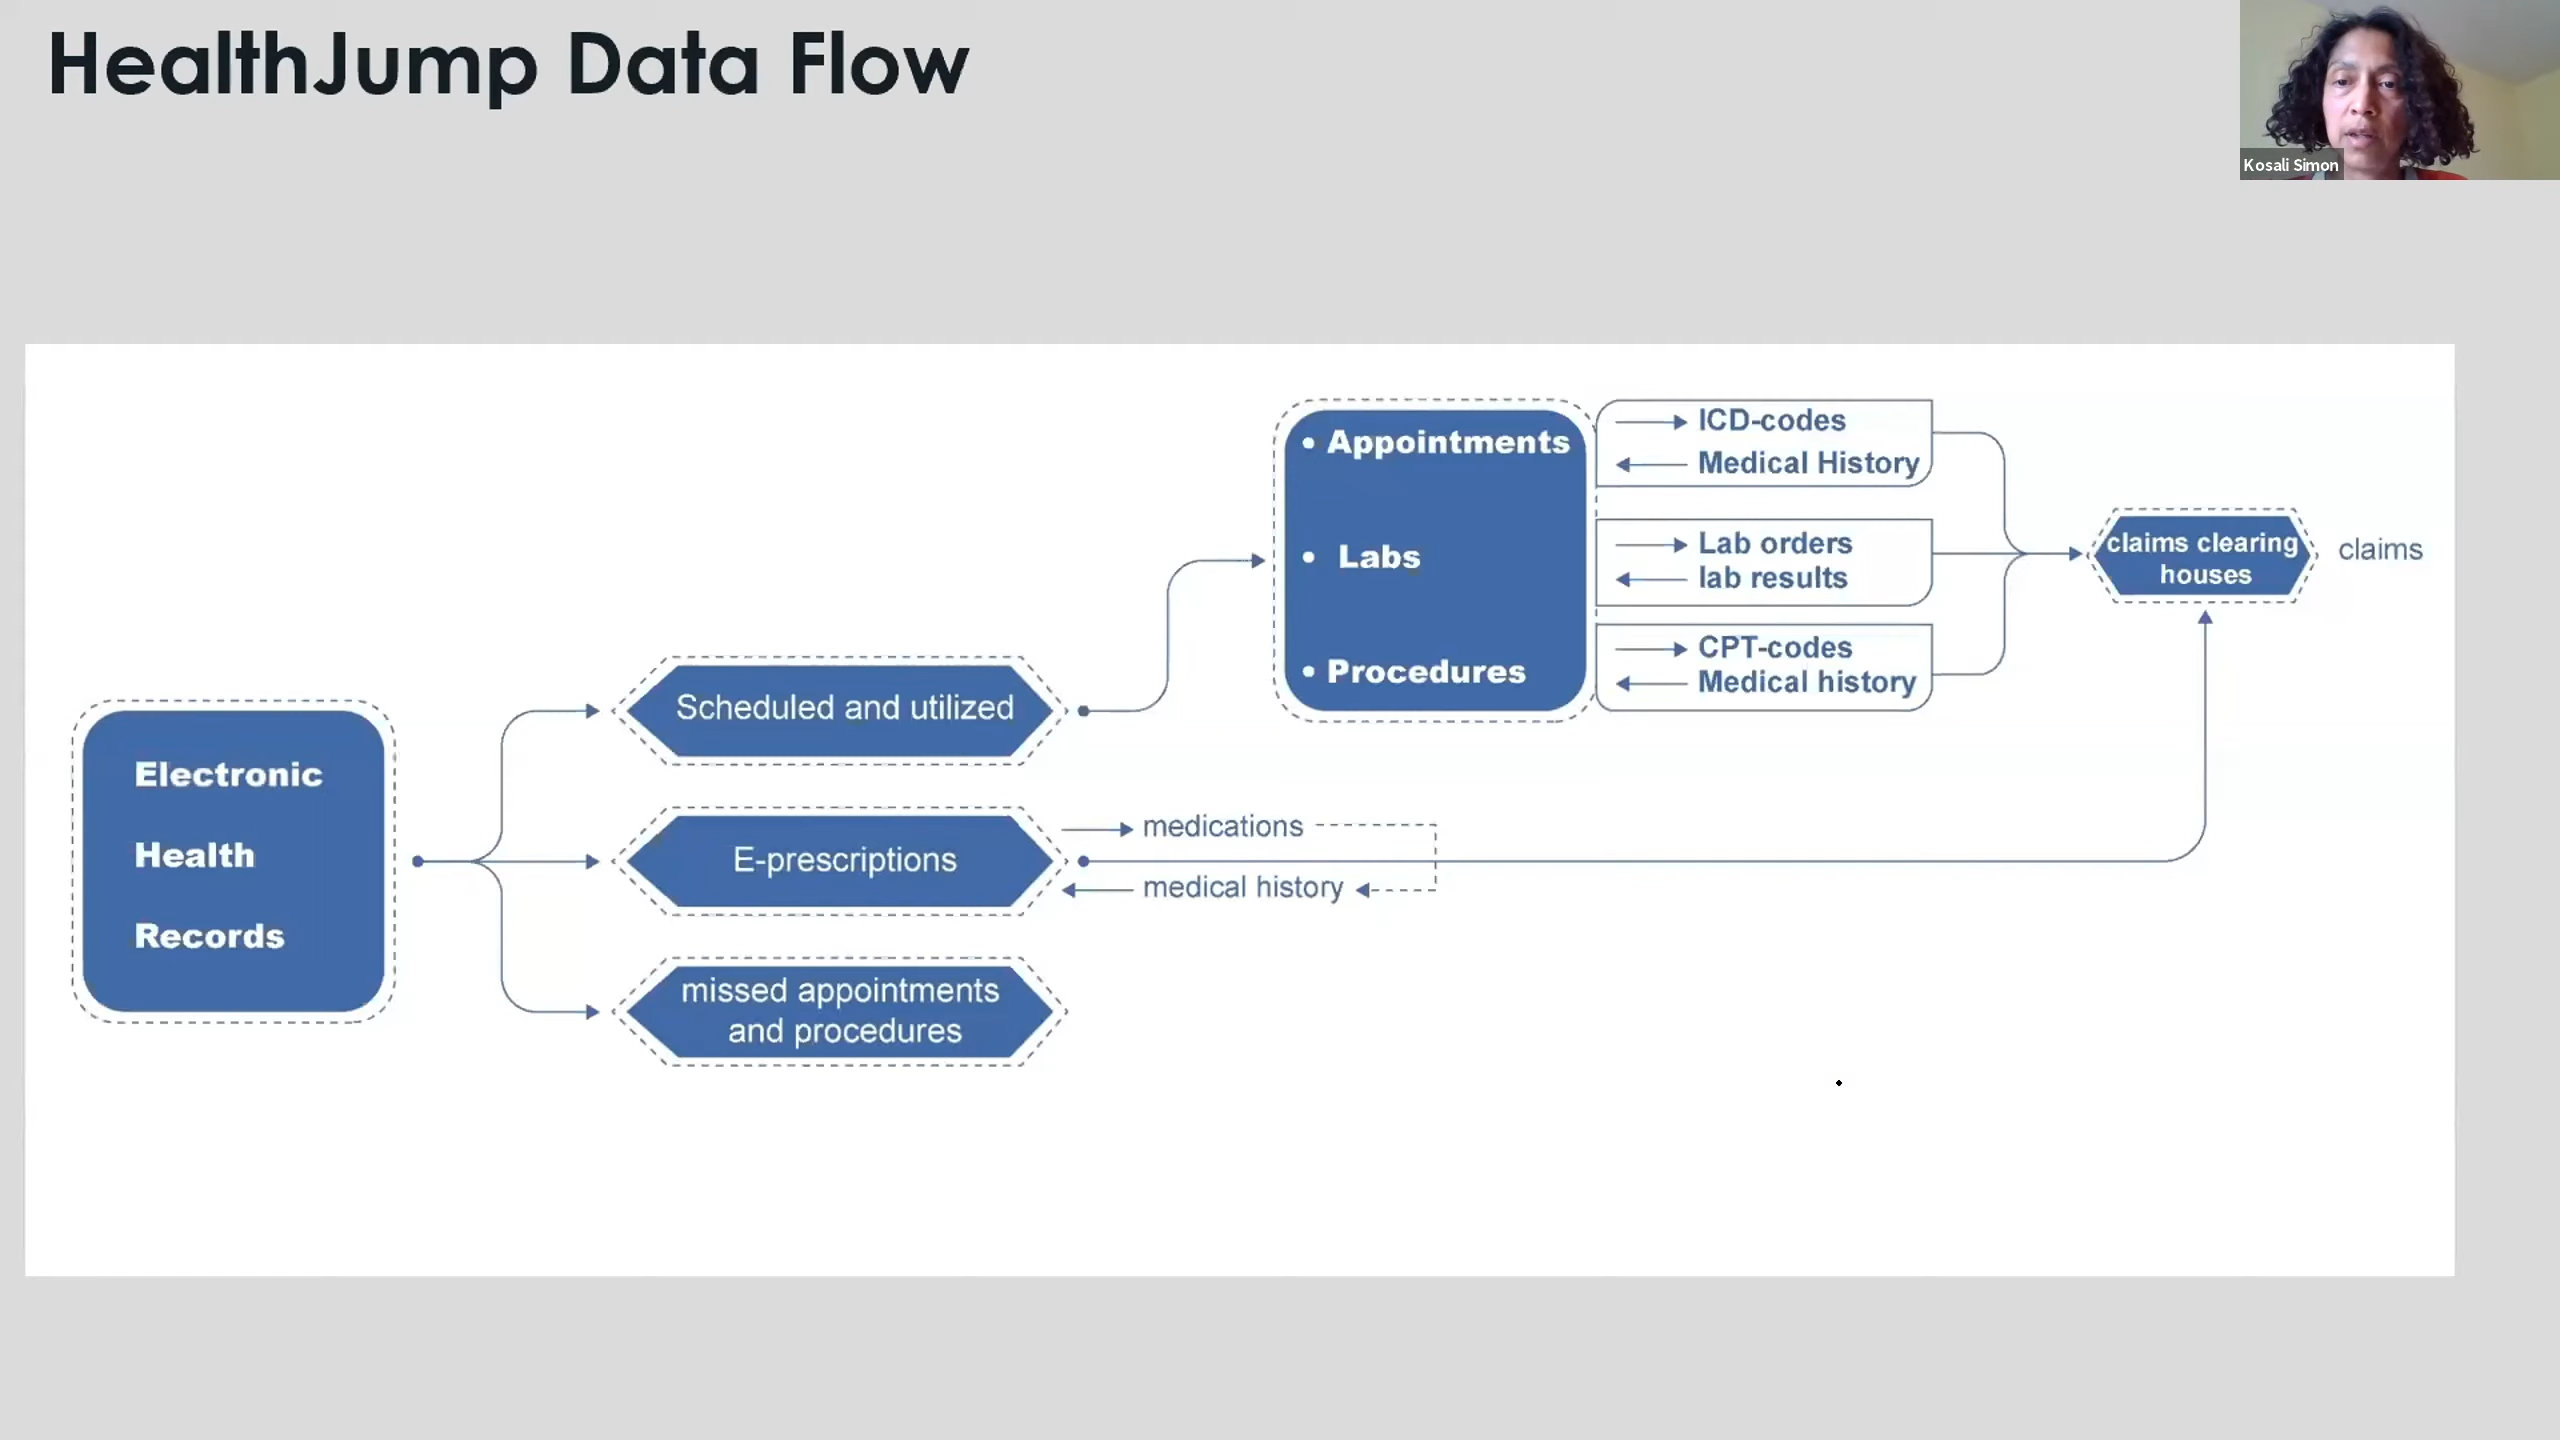 HealthJump Data Flow
Kosali Simon
Electronic
Health
Records
Scheduled and utilized
E-prescriptions
missed appointments
and procedures
medications
medical history
• Appointments
• Labs
• Procedures
ICD-codes
Medical History
Lab orders
lab results
CPT-codes
Medical history
claims clearing
houses
claims